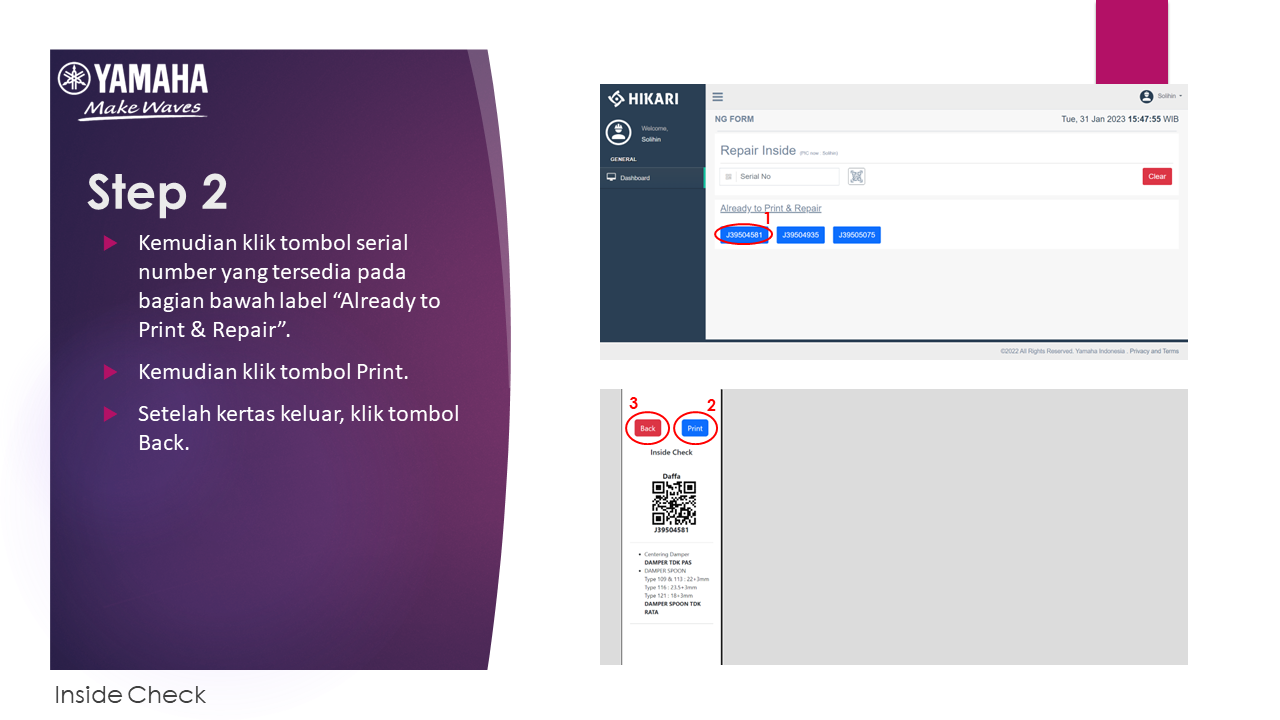 YAMAHA
Make Waves
Step 2
Kemudian klik tombol serial
number yang tersedia pada
bagian bawah label “Already to
Print & Repair”.
Kemudian klik tombol Print.
Setelah kertas keluar, klik tombol
Back.
Inside Check
HIKARI
Solihin
Welcome,
Solihin
GENERAL
Dashboard
NG FORM
Tue, 31 Jan 2023 15:47:55 WIB
Repair Inside (PIC now : Solihin)
Serial No
Clear
Already to Print & Repair
1
J39504581 J39504935 J39505075
©2022 All Rights Reserved. Yamaha Indonesia . Privacy and Terms
3 2
Back Print
Inside Check
Daffa
J39504581
Centering Damper
DAMPER TDK PAS
DAMPER SPOON
Type 109 & 113 : 22+3mm
Type 116 : 23.5+3mm
Type 121 : 18+3mm
DAMPER SPOON TDK
RATA